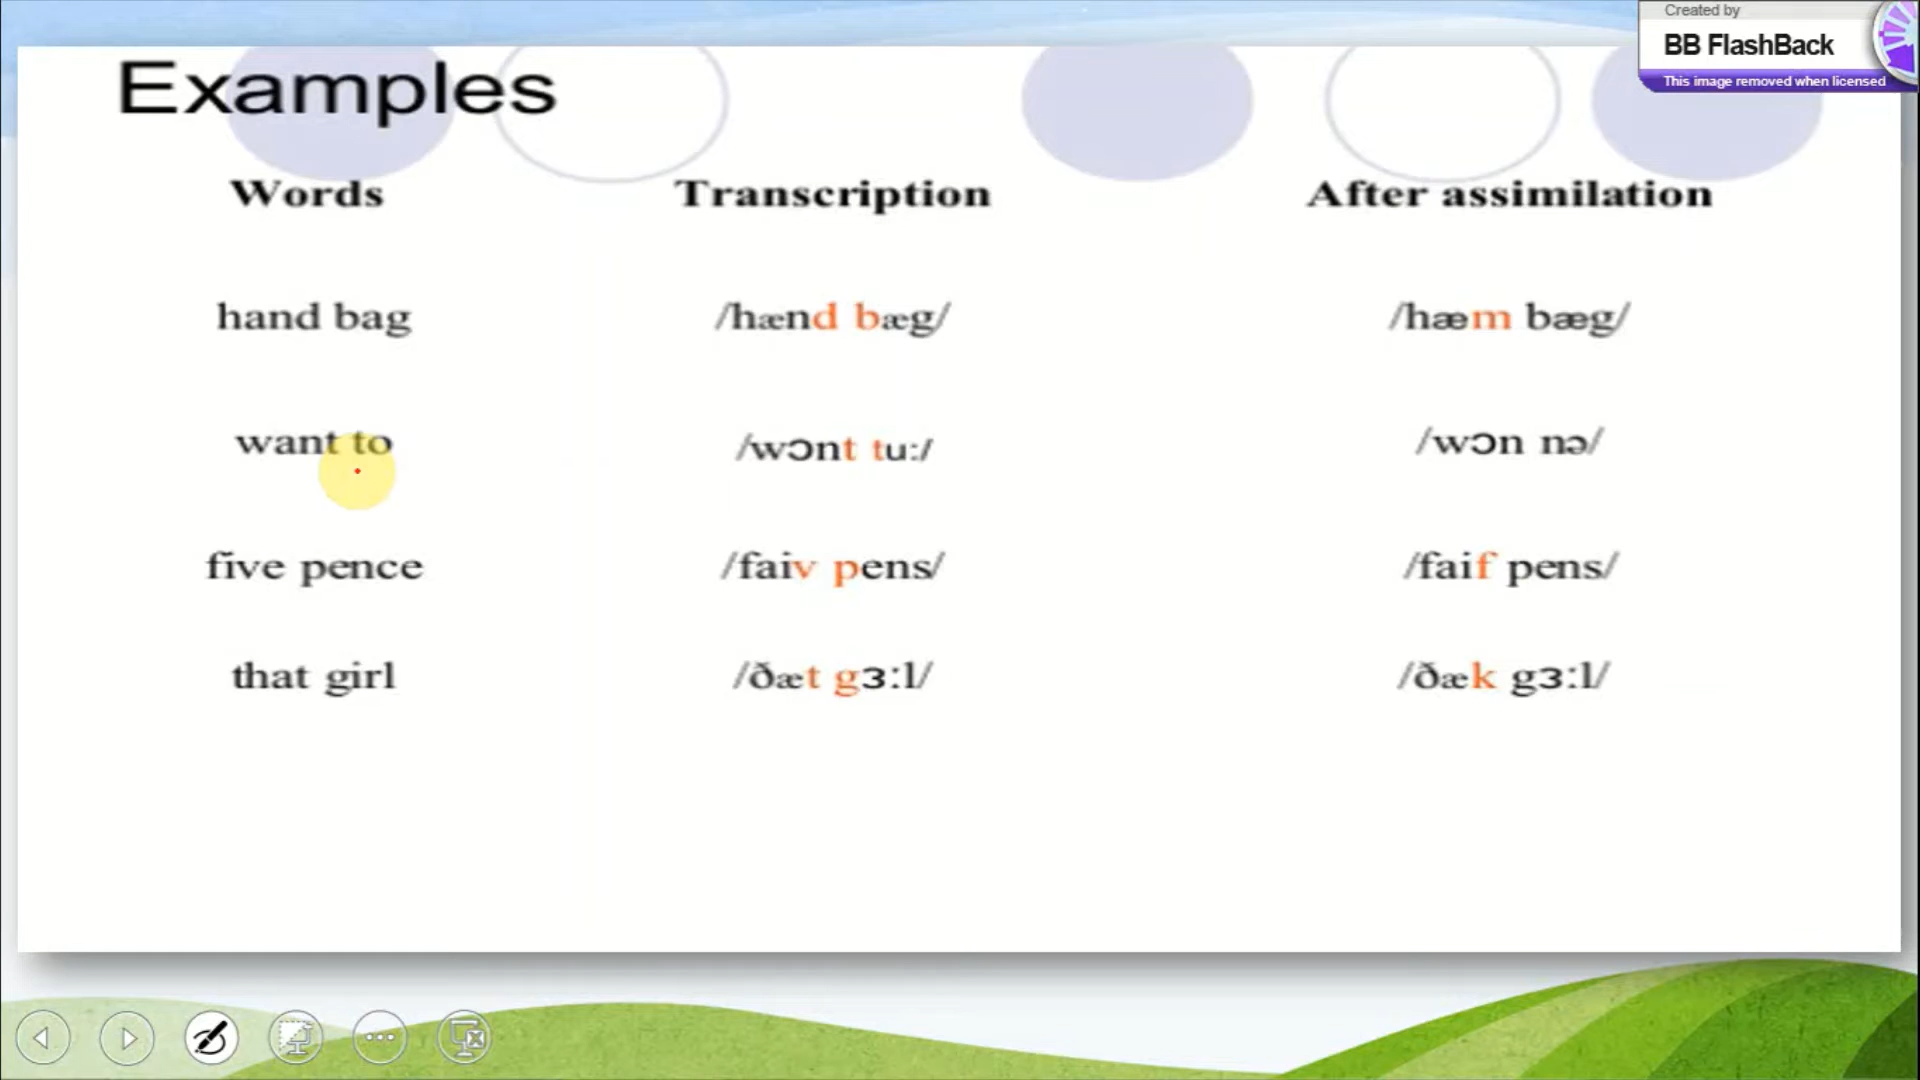 Created by
BB FlashBack
This image removed when licensed
Examples
Words Transcription After assimilation
hand bag /hænd bæg/ /hæm bæg/
want to /wɔnt tu:/ /wɔn nə/
five pence /faiv pens/ /faif pens/
that girl /ðæt gɜ:l/ /ðæk gɜ:l/